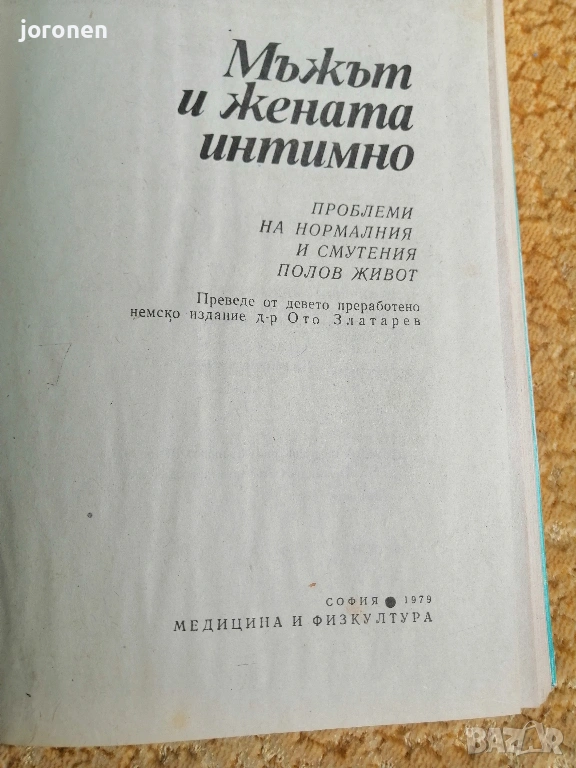 joronen
Мъжът
и жената
интимно
ПРОБЛЕМИ
НА НОРМАЛНИЯ
И СМУТЕНИЯ
ПОЛОВ ЖИВОТ
Преведе от девето преработено
немско издание д-р Ото Златарев
СОФИЯ ● 1979
МЕДИЦИНА И ФИЗКУЛТУРА
BAZAR